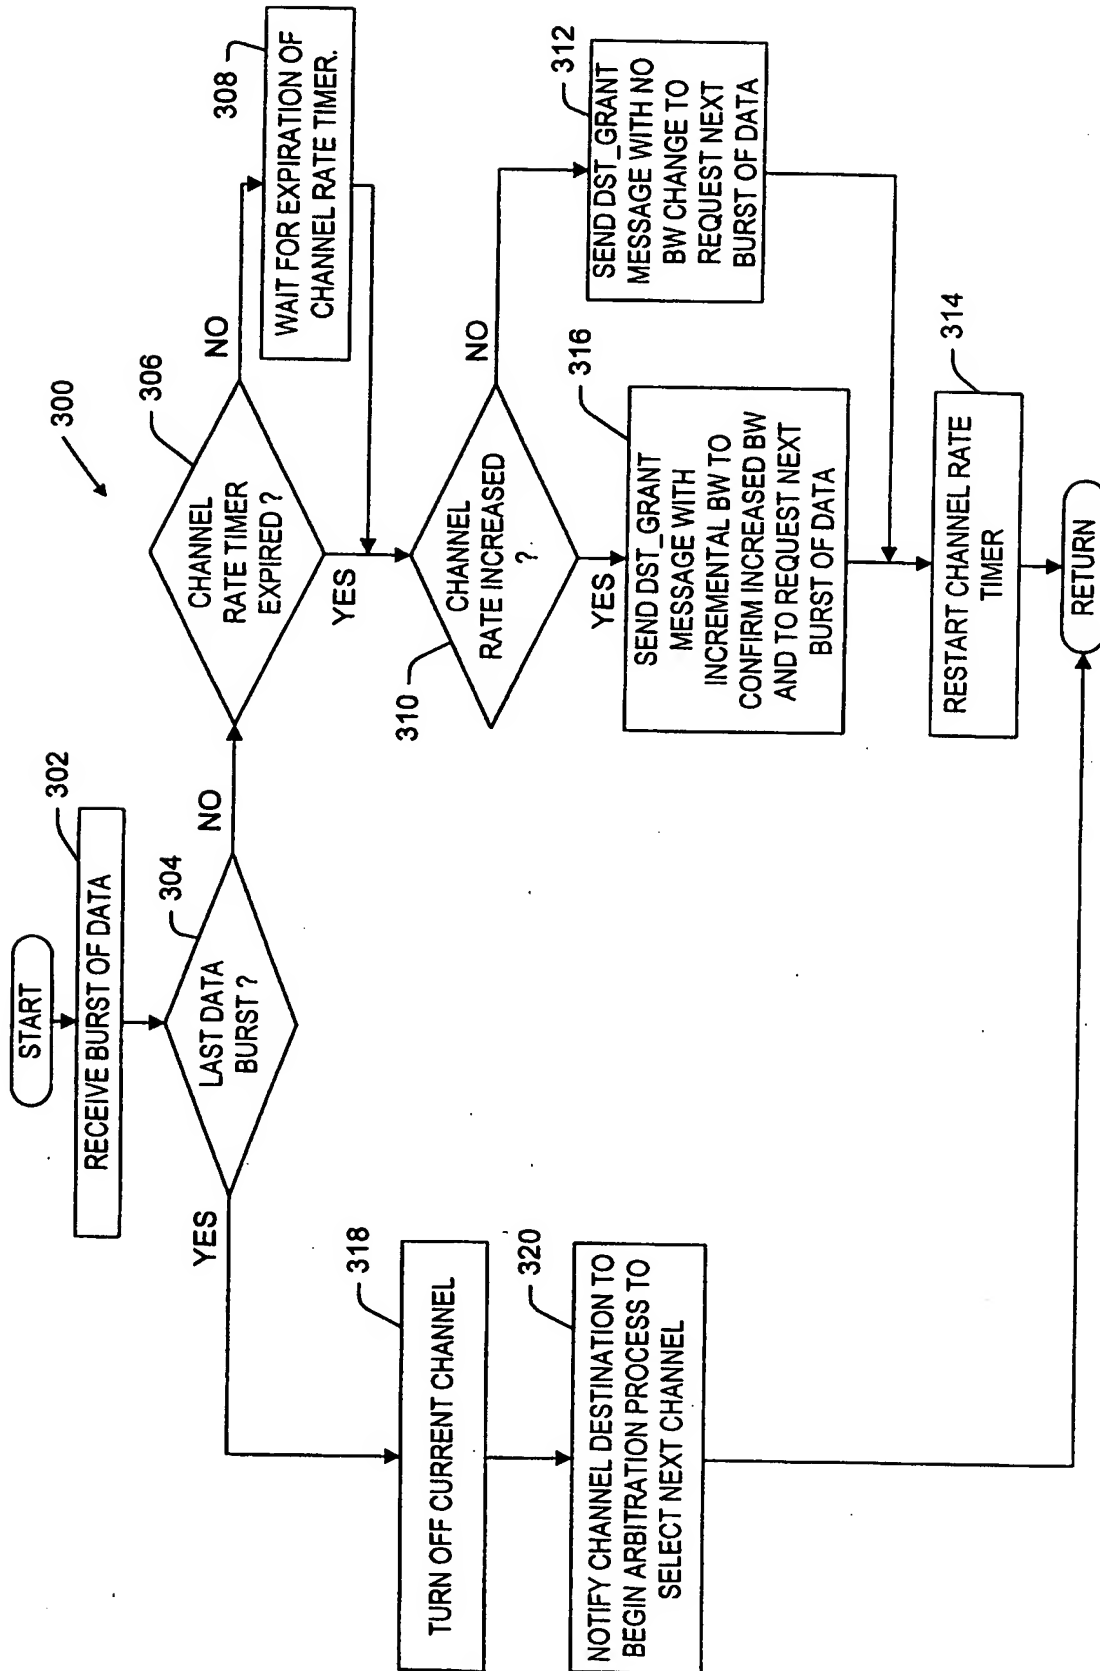 300
START
302
RECEIVE BURST OF DATA
304
LAST DATA
BURST ?
YES
NO
306
CHANNEL
RATE TIMER
EXPIRED ?
NO
YES
308
WAIT FOR EXPIRATION OF
CHANNEL RATE TIMER.
310
CHANNEL
RATE INCREASED
?
NO
YES
312
SEND DST_GRANT
MESSAGE WITH NO
BW CHANGE TO
REQUEST NEXT
BURST OF DATA
316
SEND DST_GRANT
MESSAGE WITH
INCREMENTAL BW TO
CONFIRM INCREASED BW
AND TO REQUEST NEXT
BURST OF DATA
314
RESTART CHANNEL RATE
TIMER
318
TURN OFF CURRENT CHANNEL
320
NOTIFY CHANNEL DESTINATION TO
BEGIN ARBITRATION PROCESS TO
SELECT NEXT CHANNEL
RETURN